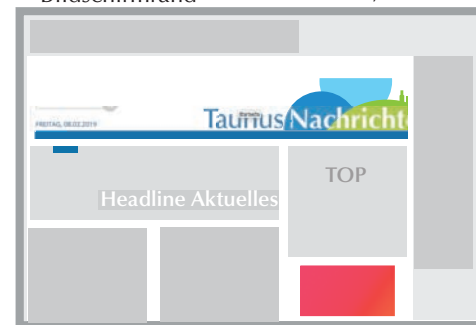 Bildschirmrand
FREITAG, 08.02.2019
Taunus Nachricht
TOP
Headline Aktuelles